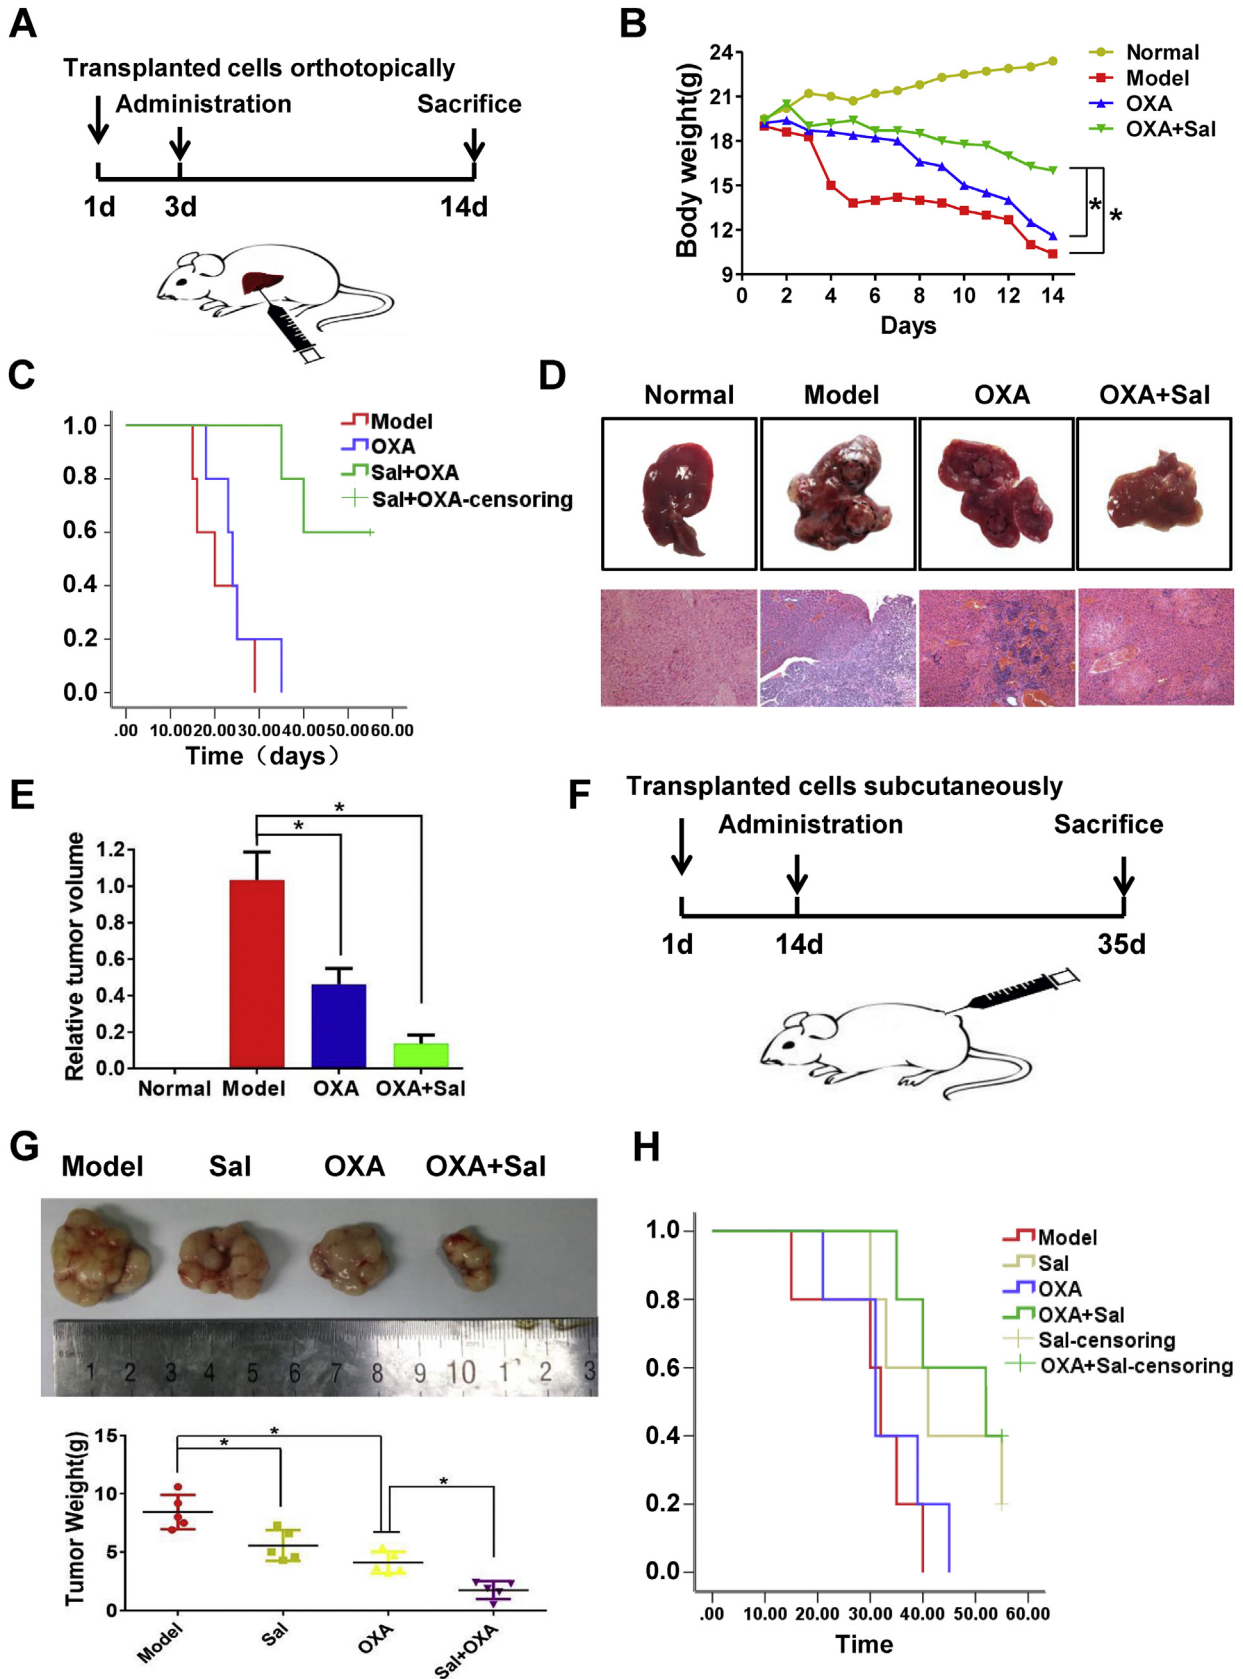 A
Transplanted cells orthotopically
Administration
Sacrifice
1d
3d
14d
B
Body weight(g)
24
21
18
15
12
9
0 2 4 6 8 10 12 14
Days
Normal
Model
OXA
OXA+Sal
*
*
C
1.0
0.8
0.6
0.4
0.2
0.0
.00 10.00 20.00 30.00 40.00 50.00 60.00
Time（days）
Model
OXA
Sal+OXA
Sal+OXA-censoring
D
Normal Model OXA OXA+Sal
E
Relative tumor volume
1.2
1.0
0.8
0.6
0.4
0.2
0.0
*
*
Normal Model OXA OXA+Sal
F
Transplanted cells subcutaneously
Administration
Sacrifice
1d
14d
35d
G
Model Sal OXA OXA+Sal
1 2 3 4 5 6 7 8 9 10 1 2 3
Tumor Weight(g)
15
10
5
0
*
*
*
Model
Sal
OXA
Sal+OXA
H
1.0
0.8
0.6
0.4
0.2
0.0
.00 10.00 20.00 30.00 40.00 50.00 60.00
Time
Model
Sal
OXA
OXA+Sal
Sal-censoring
OXA+Sal-censoring